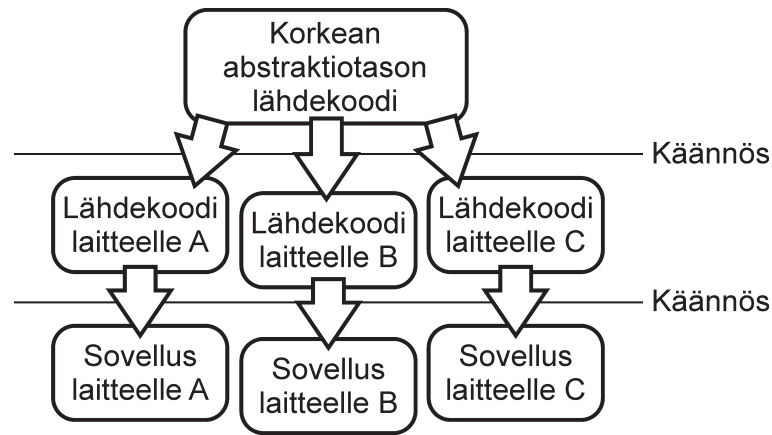 Korkean
abstraktiotason
lähdekoodi
Käännös
Lähdekoodi
laitteelle A
Lähdekoodi
laitteelle B
Lähdekoodi
laitteelle C
Käännös
Sovellus
laitteelle A
Sovellus
laitteelle B
Sovellus
laitteelle C